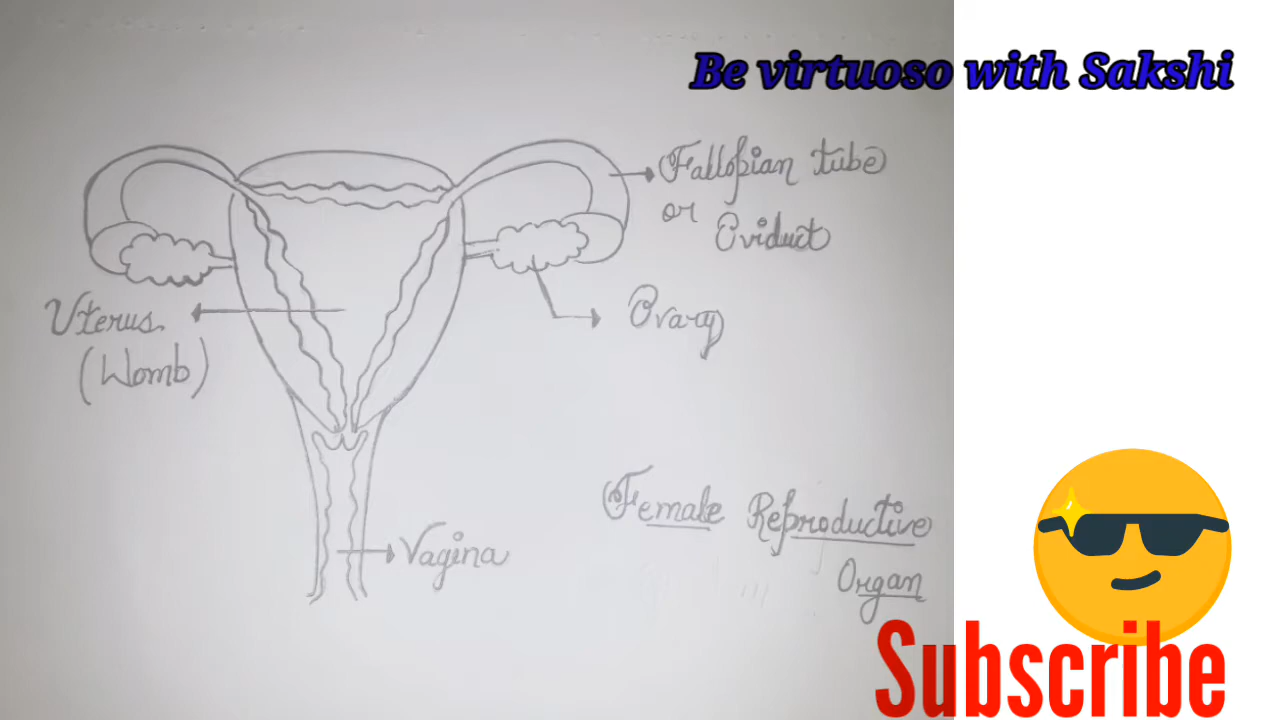 Be virtuoso with Sakshi
Fallopian tube
or
Oviduct
Uterus
(Womb)
Ovary
Vagina
Female Reproductive
Organ
Subscribe